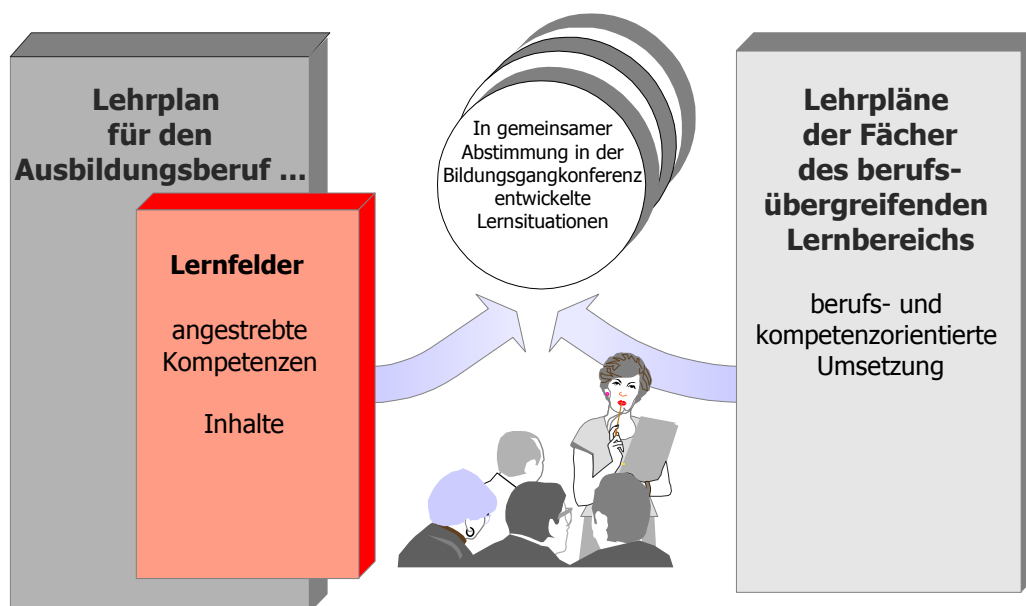 Lehrplan
für den
Ausbildungsberuf ...
Lernfelder
angestrebte
Kompetenzen
Inhalte
In gemeinsamer
Abstimmung in der
Bildungsgangkonferenz
entwickelte
Lernsituationen
Lehrpläne
der Fächer
des berufs-
übergreifenden
Lernbereichs
berufs- und
kompetenzorientierte
Umsetzung